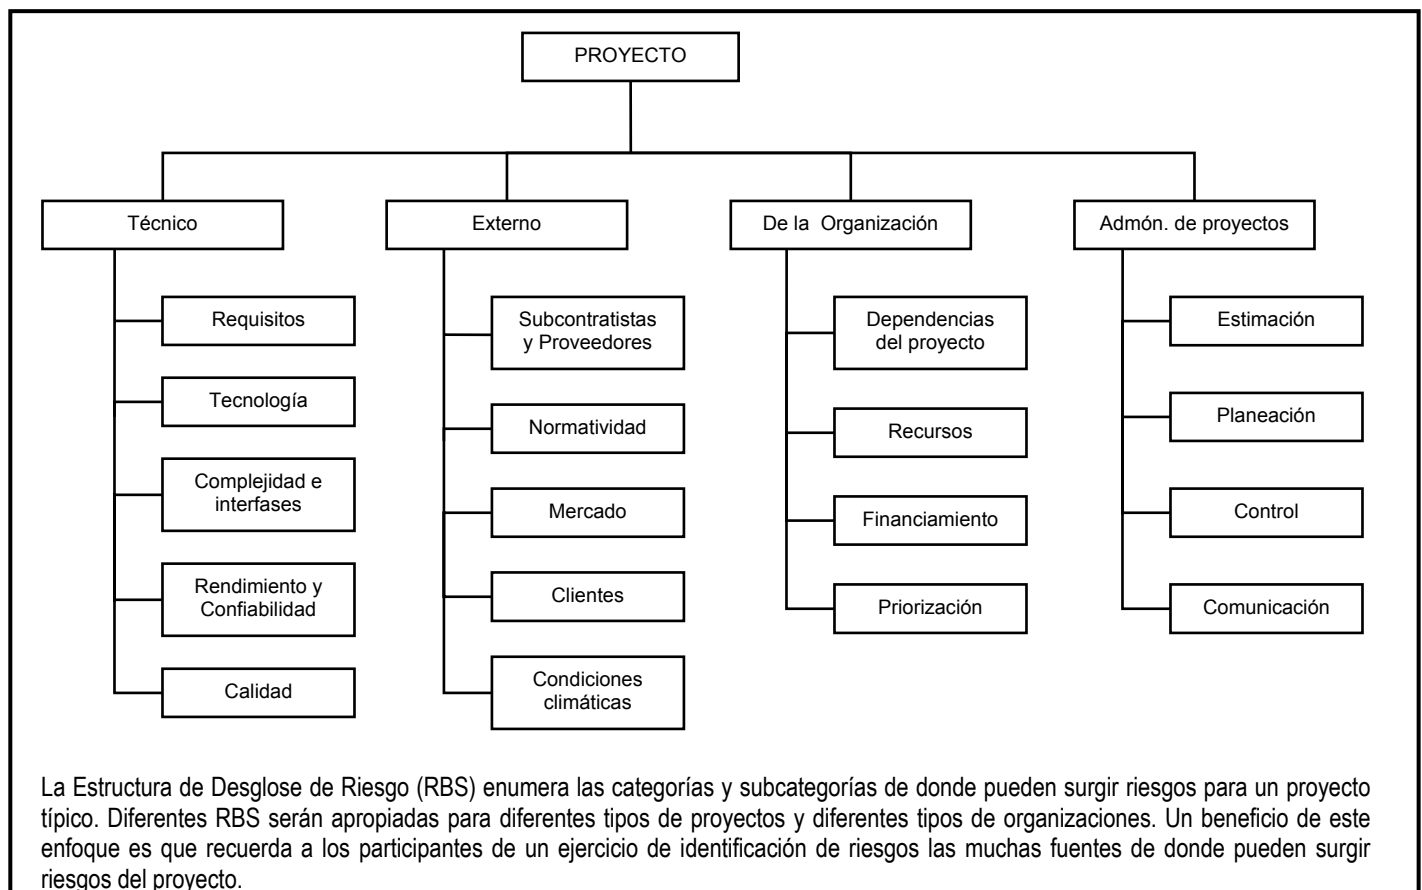 PROYECTO
Técnico
Externo
De la Organización
Admón. de proyectos
Requisitos
Tecnología
Complejidad e
interfases
Rendimiento y
Confiabilidad
Calidad
Subcontratistas
y Proveedores
Normatividad
Mercado
Clientes
Condiciones
climáticas
Dependencias
del proyecto
Recursos
Financiamiento
Priorización
Estimación
Planeación
Control
Comunicación
La Estructura de Desglose de Riesgo (RBS) enumera las categorías y subcategorías de donde pueden surgir riesgos para un proyecto
típico. Diferentes RBS serán apropiadas para diferentes tipos de proyectos y diferentes tipos de organizaciones. Un beneficio de este
enfoque es que recuerda a los participantes de un ejercicio de identificación de riesgos las muchas fuentes de donde pueden surgir
riesgos del proyecto.